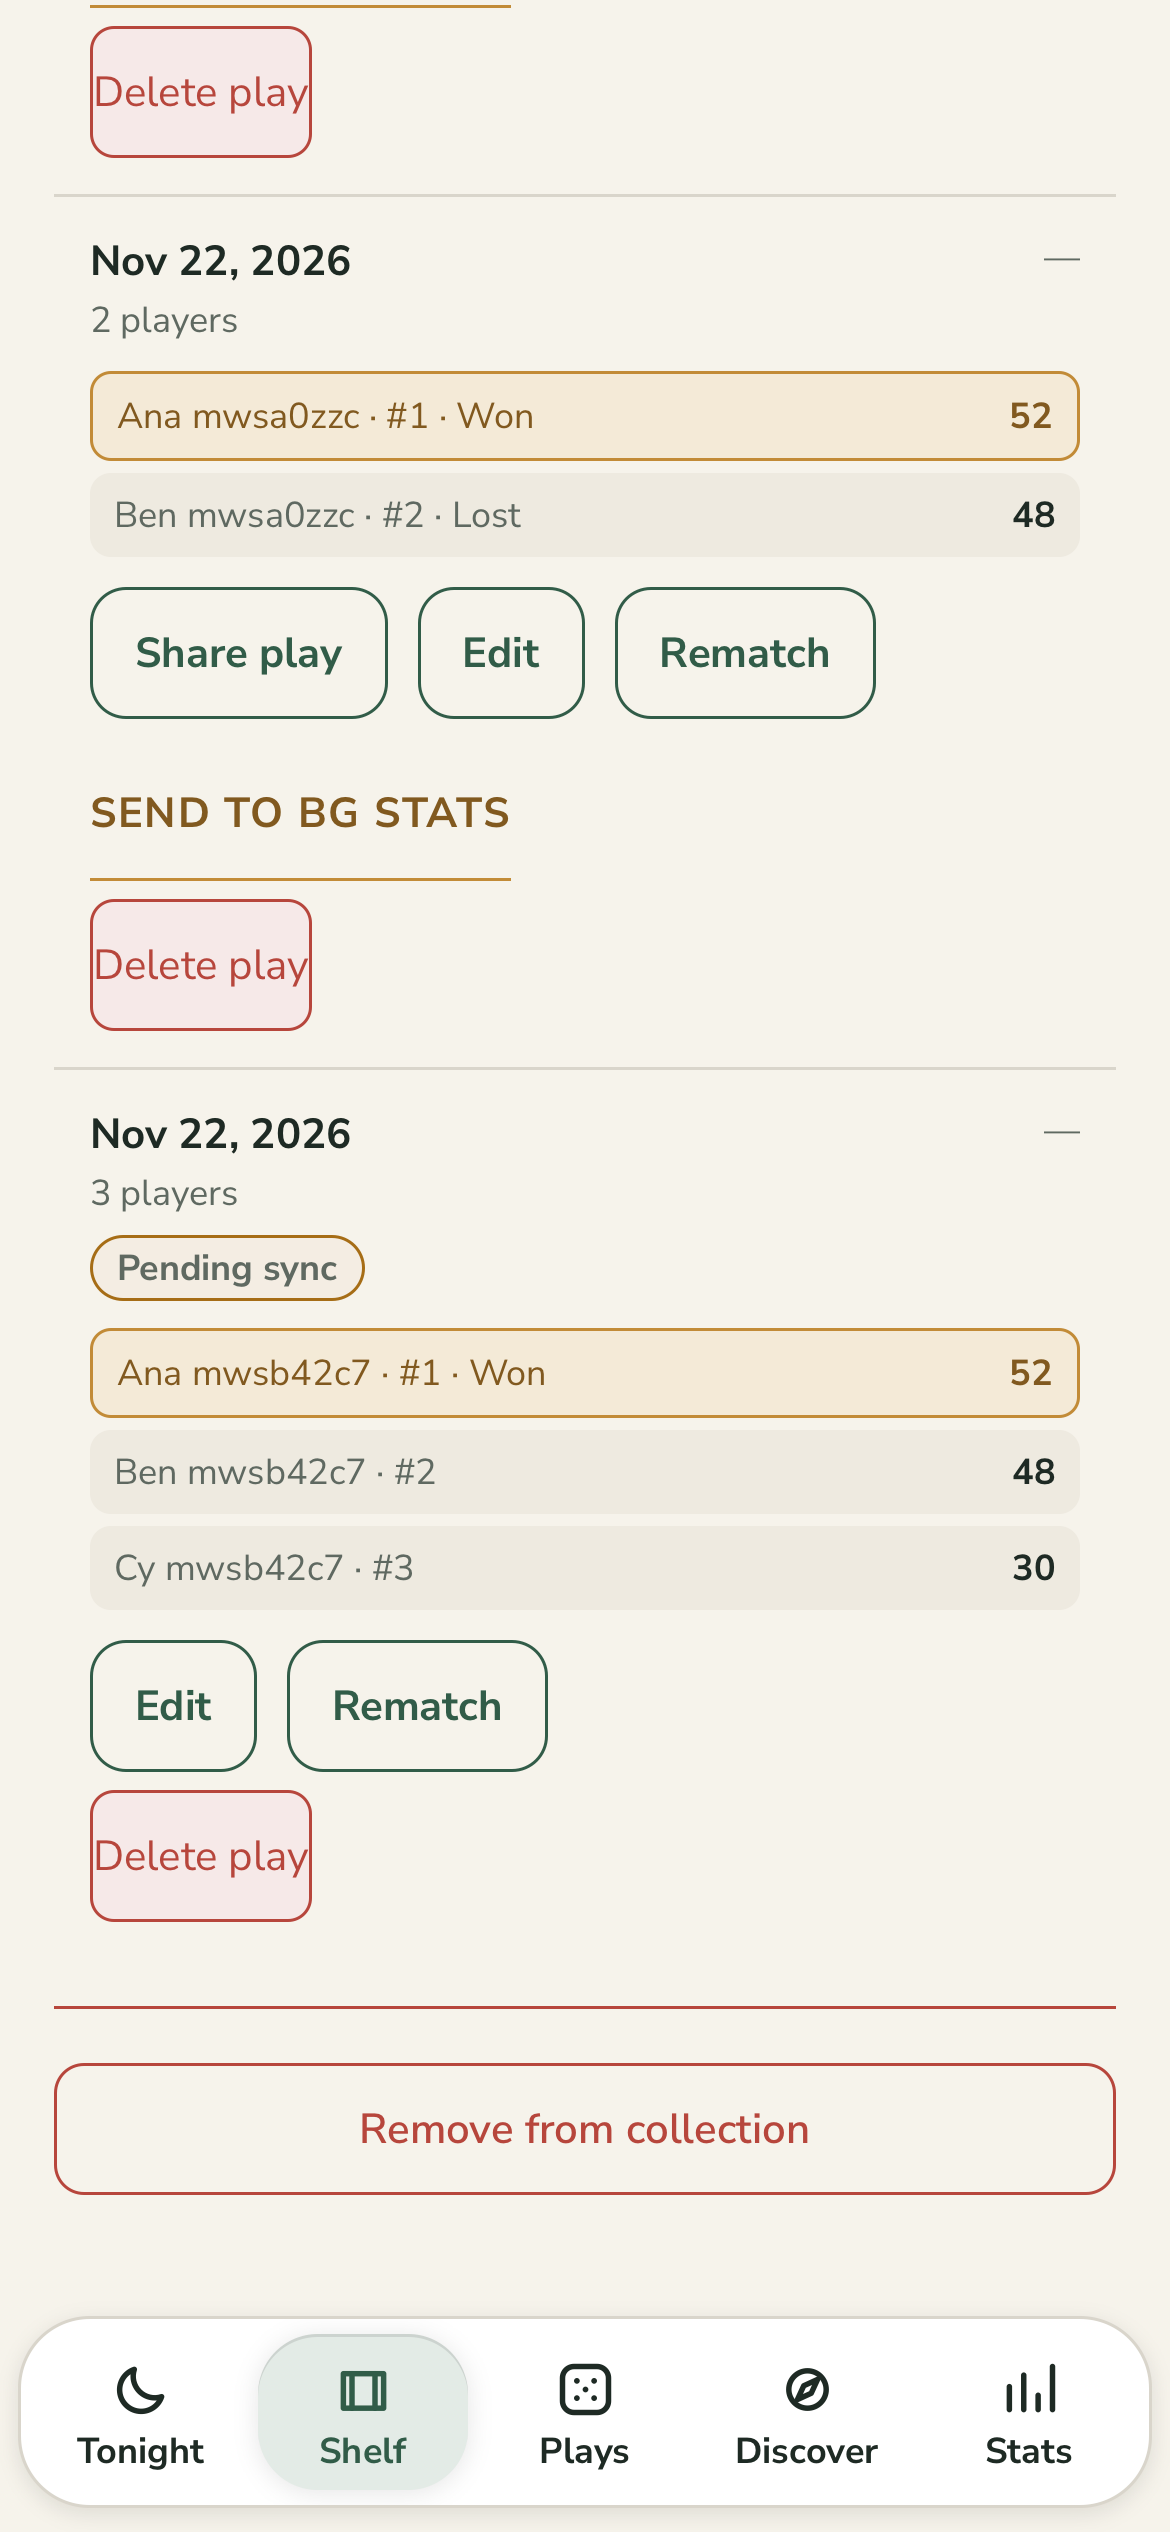 Delete play
Nov 22, 2026 —
2 players
Ana mwsa0zzc · #1 · Won 52
Ben mwsa0zzc · #2 · Lost 48
Share play Edit Rematch
SEND TO BG STATS
Delete play
Nov 22, 2026 —
3 players
Pending sync
Ana mwsb42c7 · #1 · Won 52
Ben mwsb42c7 · #2 48
Cy mwsb42c7 · #3 30
Edit Rematch
Delete play
Remove from collection
Tonight Shelf Plays Discover Stats